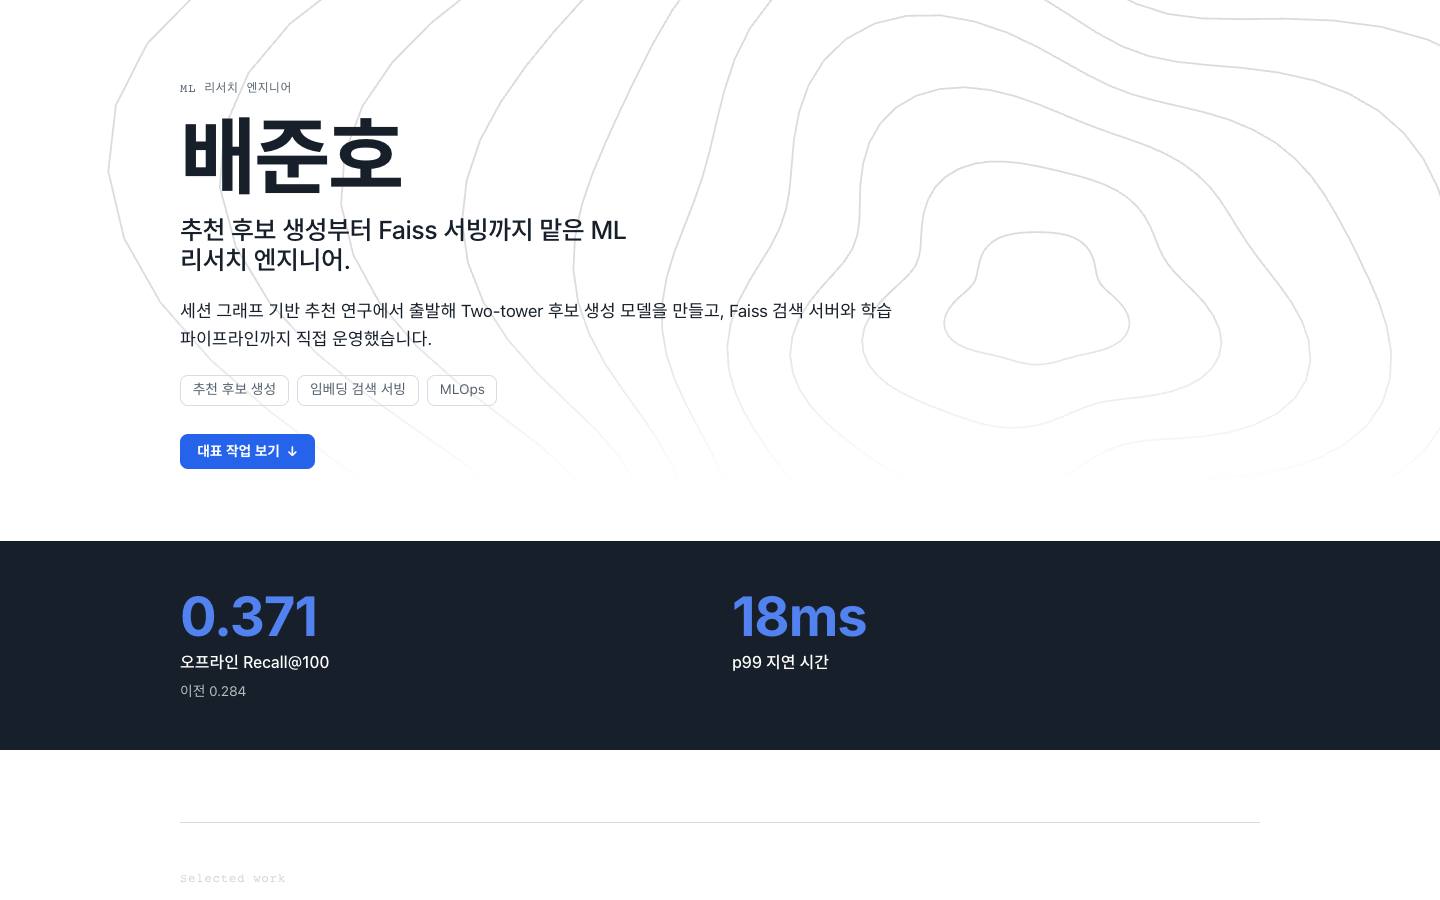 ML 리서치 엔지니어
배준호
추천 후보 생성부터 Faiss 서빙까지 맡은 ML
리서치 엔지니어.
세션 그래프 기반 추천 연구에서 출발해 Two-tower 후보 생성 모델을 만들고, Faiss 검색 서버와 학습
파이프라인까지 직접 운영했습니다.
추천 후보 생성
임베딩 검색 서빙
MLOps
대표 작업 보기 ↓
0.371
오프라인 Recall@100
이전 0.284
18ms
p99 지연 시간
Selected work